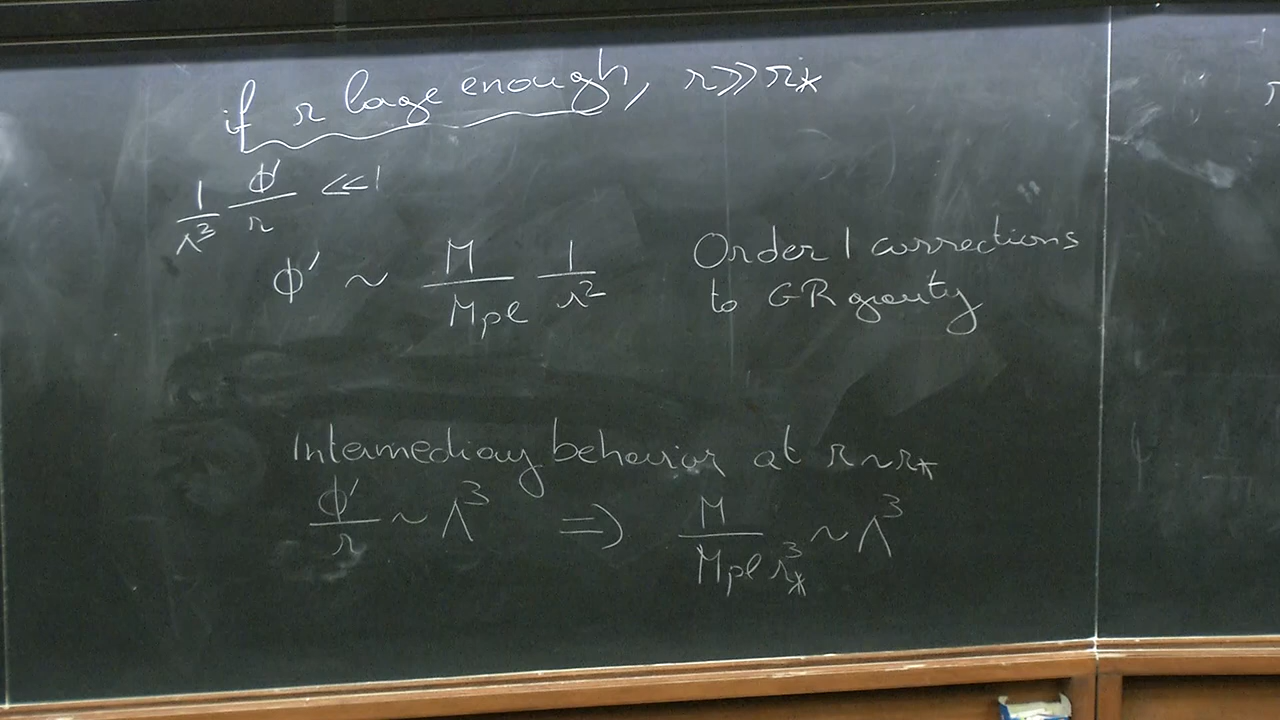 if r lage enough, r >> r*
1/Λ³ ϕ'/r << 1
ϕ' ~ M/Mpl 1/r²
Order 1 corrections
to GR gravity
Intermediary behavior at r ~ r*
ϕ'/r ~ Λ³ => M/(Mpl r*³) ~ Λ³